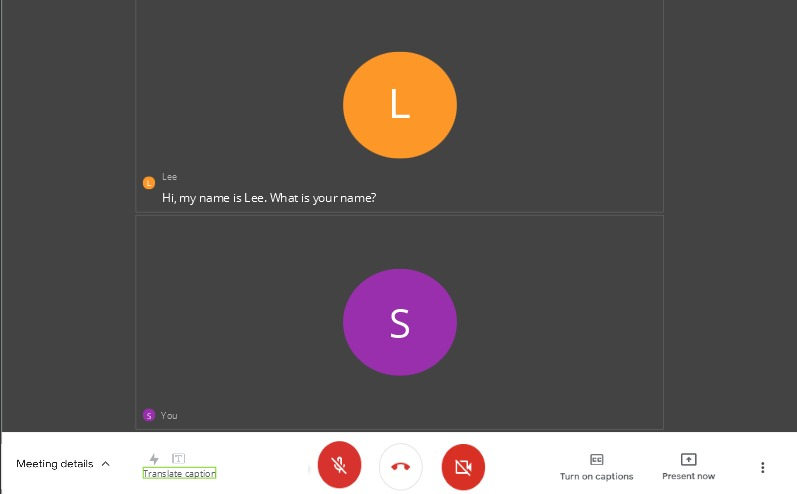 L
Lee
L
Hi, my name is Lee. What is your name?
S
S
You
Meeting details
T
Translate caption
CC
Turn on captions
Present now